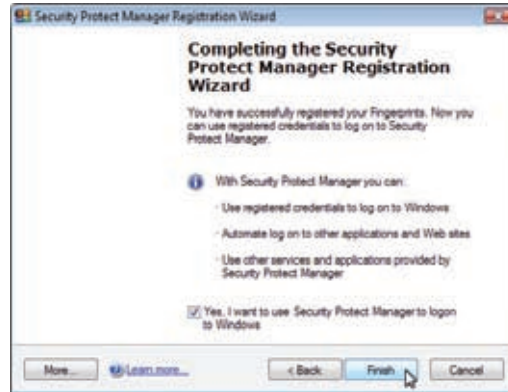 Security Protect Manager Registration Wizard
Completing the Security
Protect Manager Registration
Wizard
You have successfully registered your Fingerprints. Now you
can use registered credentials to log on to Security
Protect Manager.
With Security Protect Manager you can:
· Use registered credentials to log on to Windows
· Automate log on to other applications and Web sites
· Use other services and applications provided by
Security Protect Manager
Yes, I want to use Security Protect Manager to logon
to Windows
More... Learn more... < Back Finish Cancel